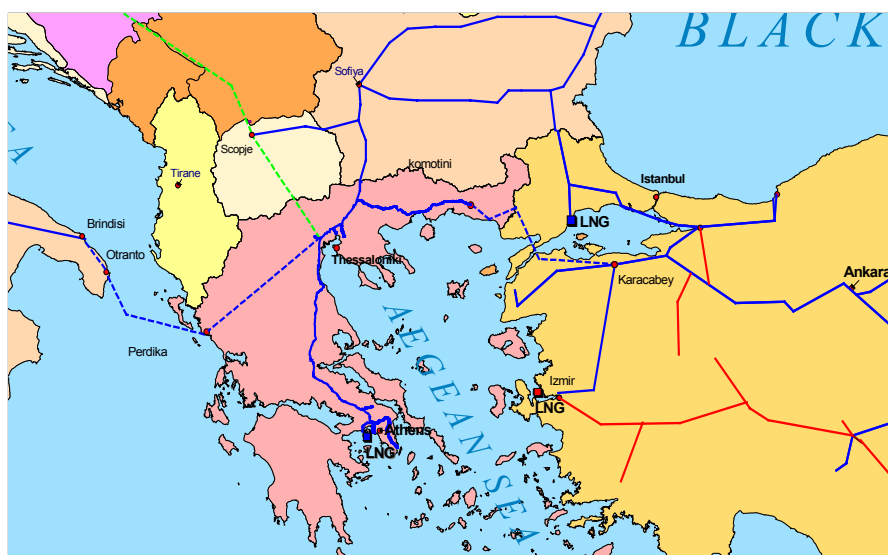 BLACK
Sofiya
Scopje
komotini
Tirane
Istanbul
LNG
Brindisi
Otranto
Thessaloniki
Karacabey
Ankara
Perdika
AEGEAN SEA
Izmir
LNG
Athens
LNG
A